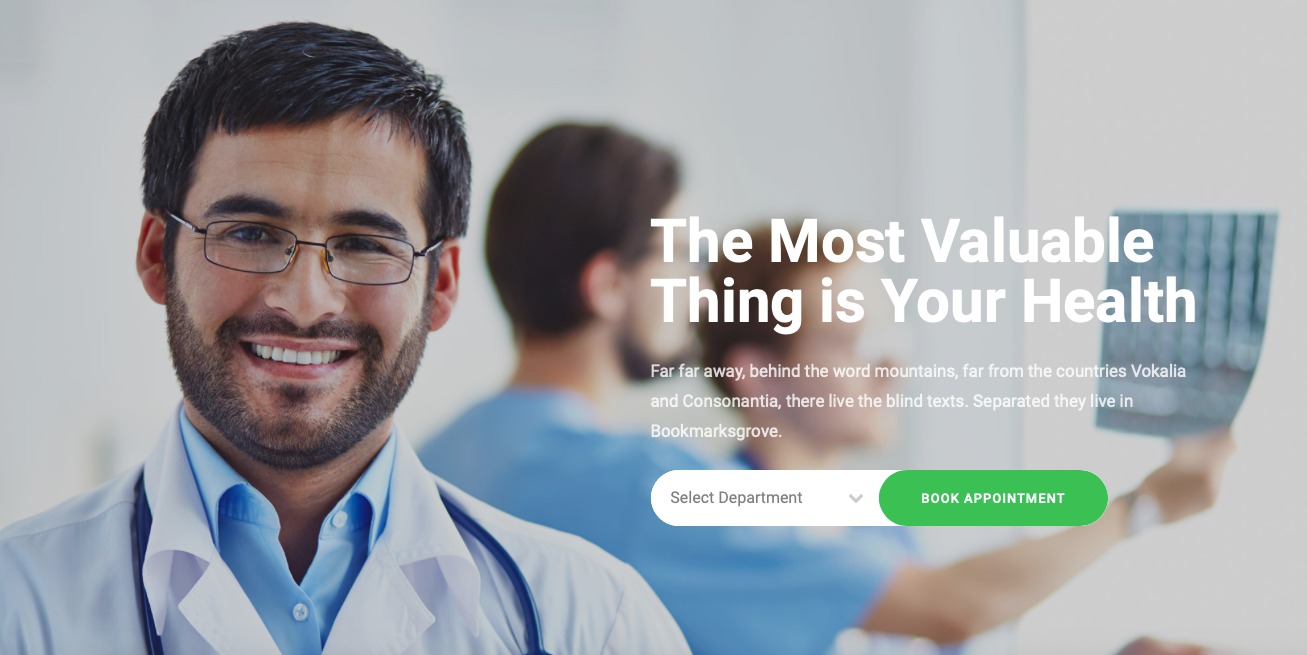 The Most Valuable
Thing is Your Health
Far far away, behind the word mountains, far from the countries Vokalia
and Consonantia, there live the blind texts. Separated they live in
Bookmarksgrove.
Select Department
BOOK APPOINTMENT